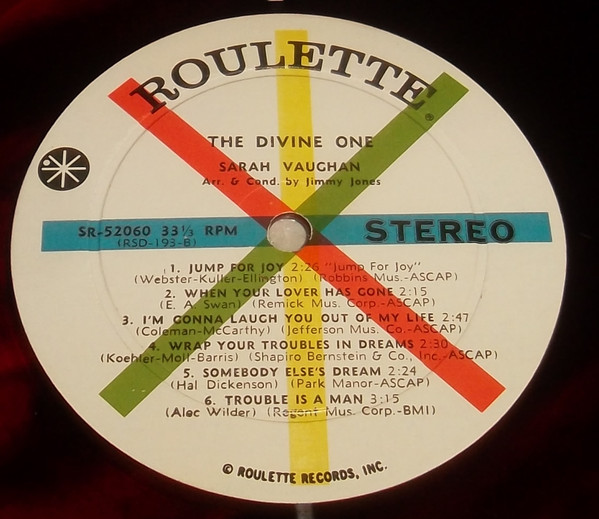 ROULETTE
®
THE DIVINE ONE
SARAH VAUGHAN
Arr. & Cond. by Jimmy Jones
SR-52060 33⅓ RPM STEREO
(RSD-193-B)
1. JUMP FOR JOY 2:26 "Jump For Joy"
(Webster-Kuller-Ellington) (Robbins Mus.-ASCAP)
2. WHEN YOUR LOVER HAS GONE 2:15
(E. A. Swan) (Remick Mus. Corp.-ASCAP)
3. I'M GONNA LAUGH YOU OUT OF MY LIFE 2:47
(Coleman-McCarthy) (Jefferson Mus. Co.-ASCAP)
4. WRAP YOUR TROUBLES IN DREAMS 2:30
(Koehler-Moll-Barris) (Shapiro Bernstein & Co., Inc.-ASCAP)
5. SOMEBODY ELSE'S DREAM 2:24
(Hal Dickenson) (Park Manor-ASCAP)
6. TROUBLE IS A MAN 3:15
(Alec Wilder) (Regent Mus. Corp-BMI)
© ROULETTE RECORDS, INC.